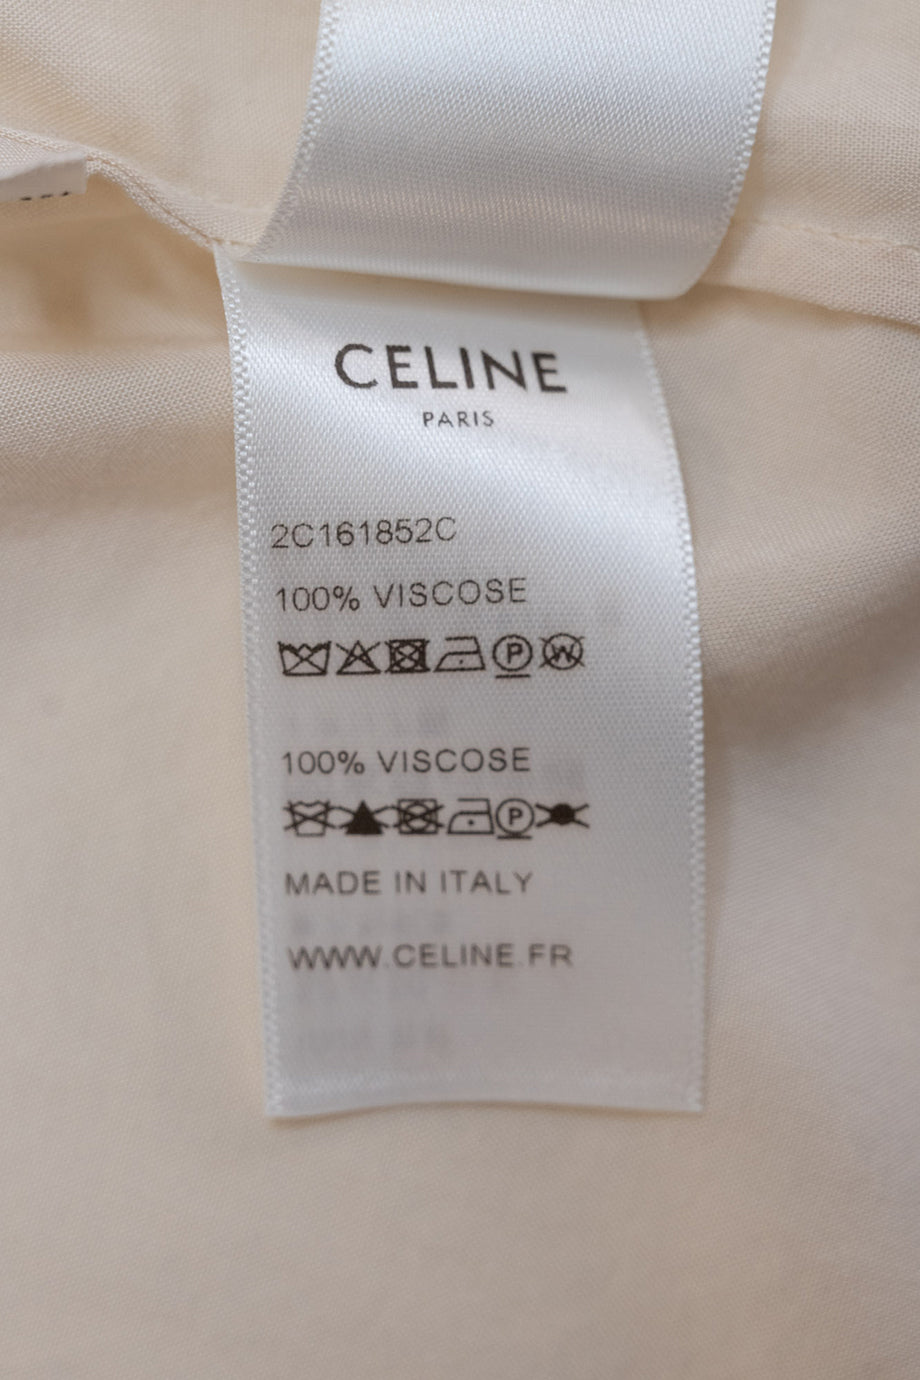 CELINE
PARIS
2C161852C
100% VISCOSE
P W
100% VISCOSE
P
MADE IN ITALY
WWW.CELINE.FR